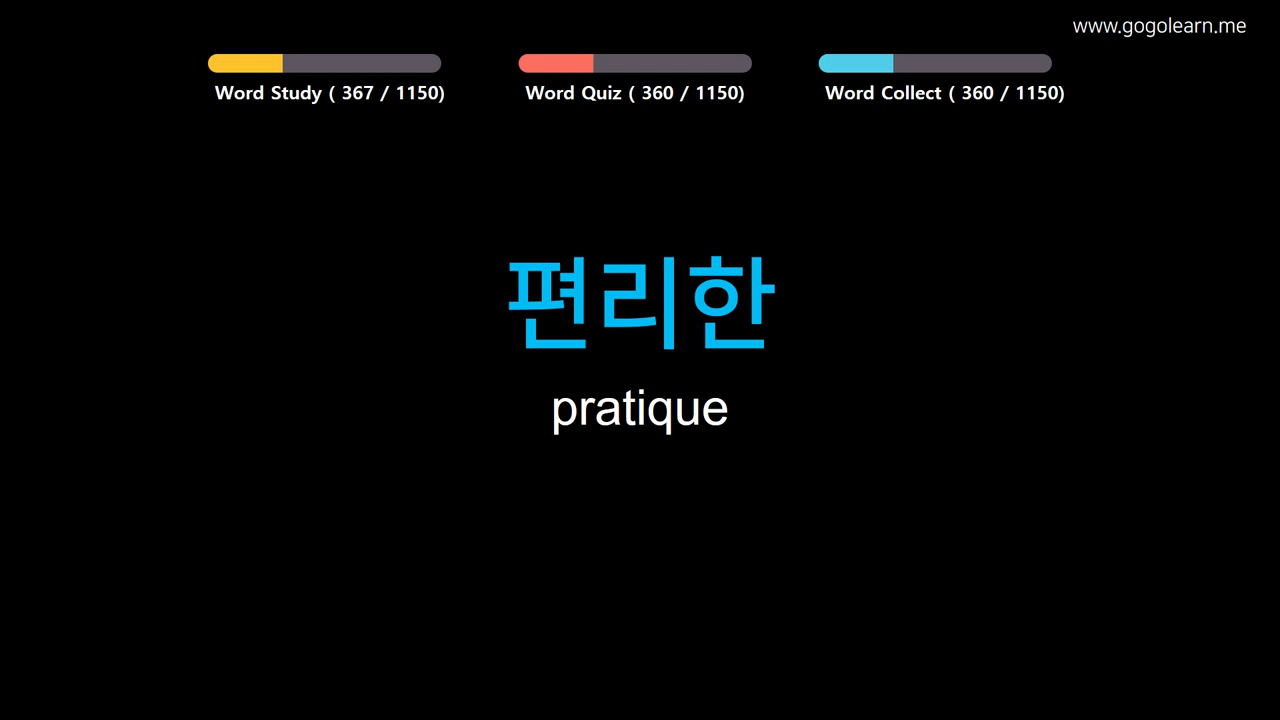 www.gogolearn.me
Word Study ( 367 / 1150)
Word Quiz ( 360 / 1150)
Word Collect ( 360 / 1150)
편리한
pratique